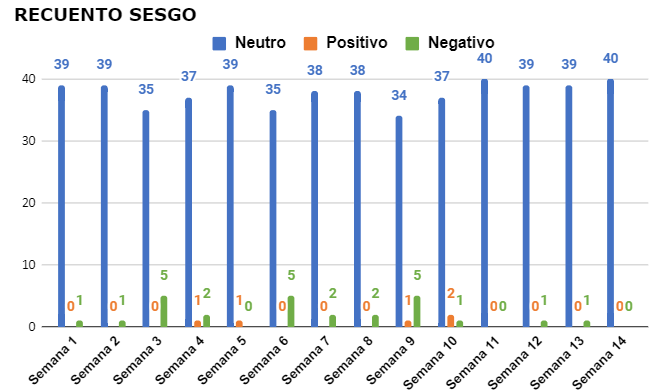 RECUENTO SESGO
Neutro Positivo Negativo
40
30
20
10
0
39 0 1
39 0 1
35 0 5
37 1 2
39 1 0
35 0 5
38 0 2
38 0 2
34 1 5
37 2 1
40 0 0
39 0 1
39 0 1
40 0 0
Semana 1
Semana 2
Semana 3
Semana 4
Semana 5
Semana 6
Semana 7
Semana 8
Semana 9
Semana 10
Semana 11
Semana 12
Semana 13
Semana 14